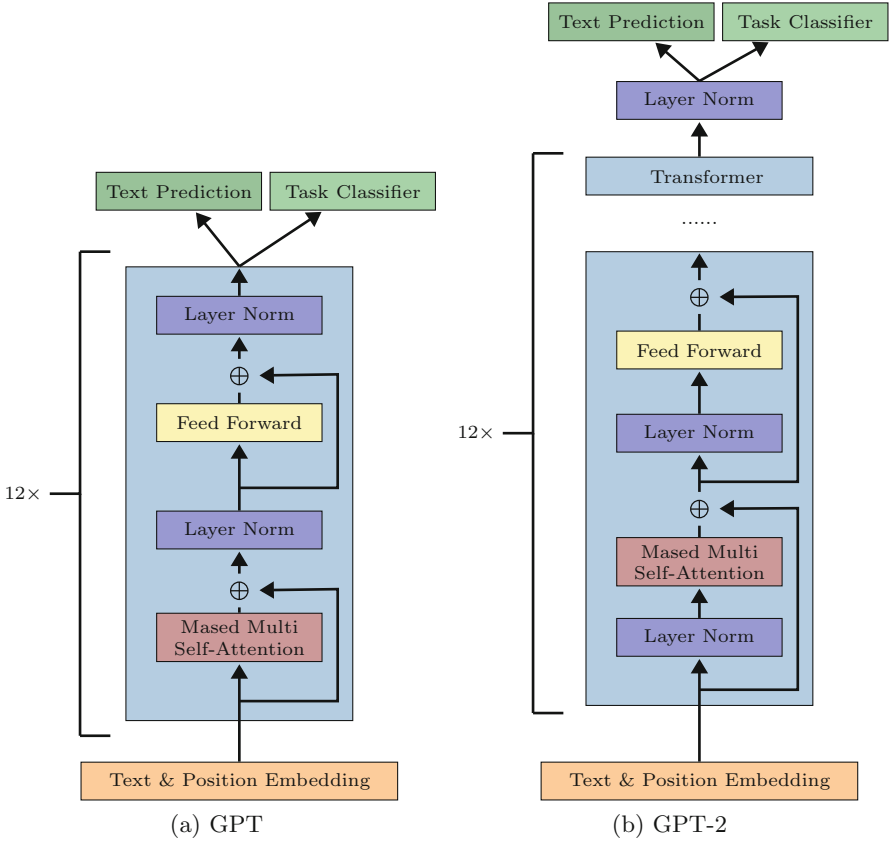 Text Prediction
Task Classifier
Layer Norm
Feed Forward
Layer Norm
Mased Multi
Self-Attention
12×
Text & Position Embedding
(a) GPT
Text Prediction
Task Classifier
Layer Norm
Transformer
......
Feed Forward
Layer Norm
Mased Multi
Self-Attention
Layer Norm
12×
Text & Position Embedding
(b) GPT-2